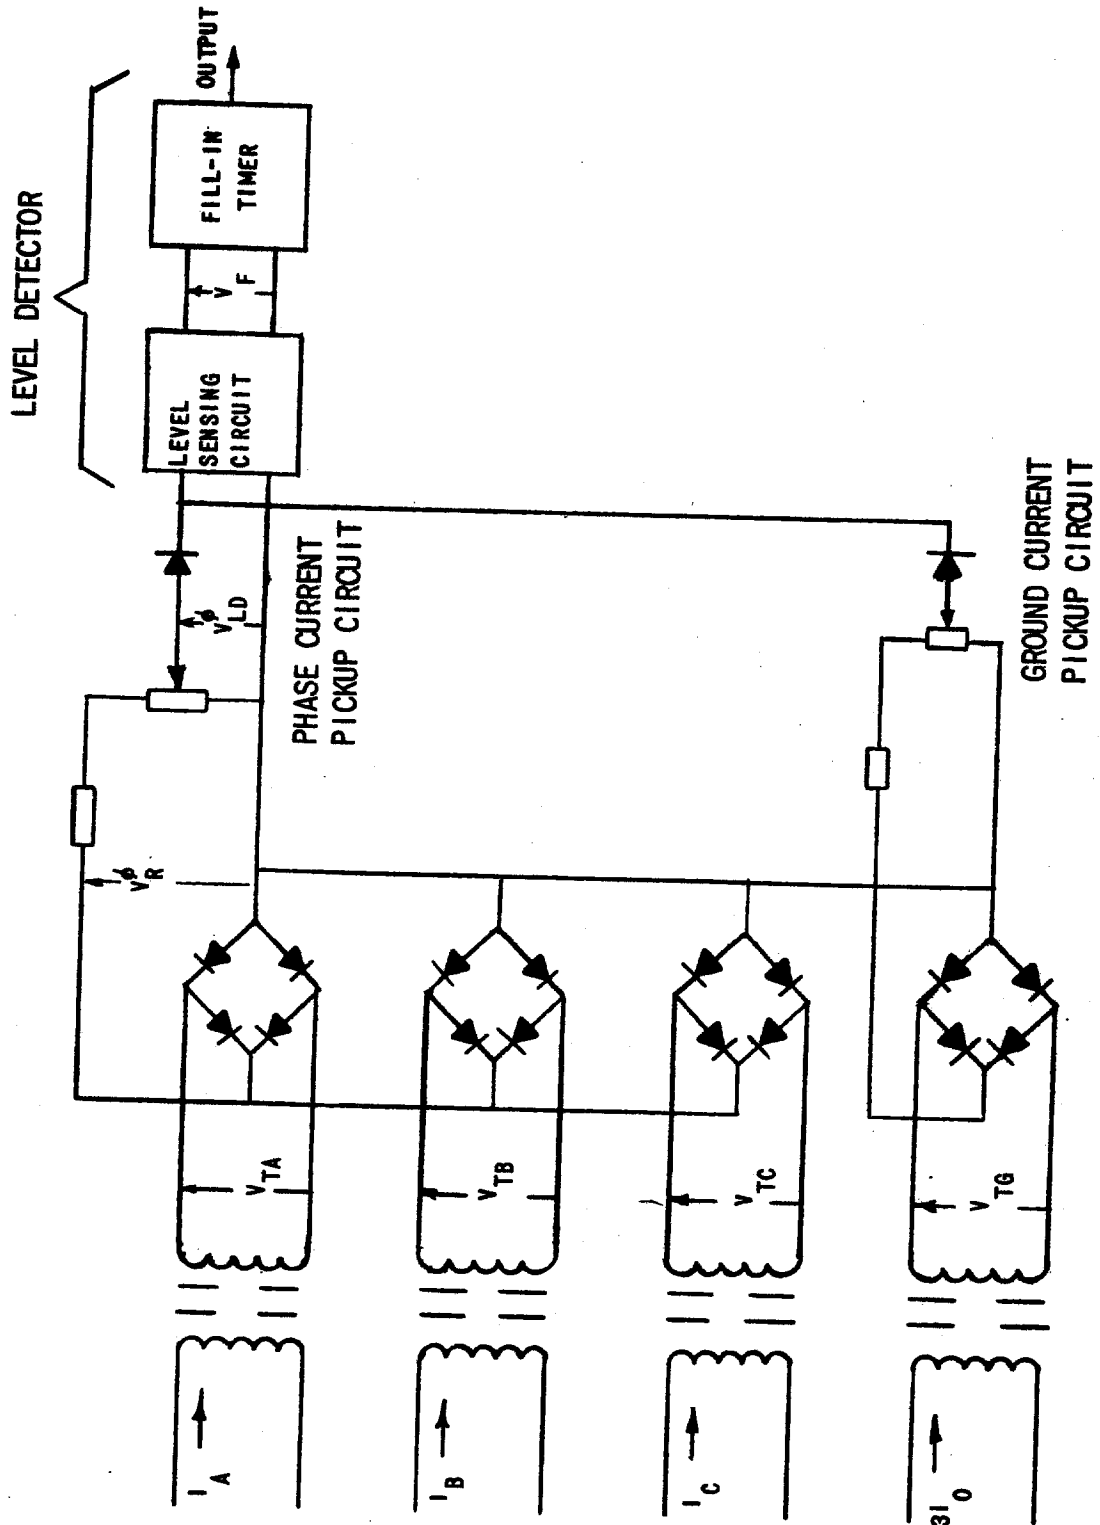 LEVEL DETECTOR
OUTPUT
FILL-IN
TIMER
V F
LEVEL
SENSING
CIRCUIT
V LD ϕ
PHASE CURRENT
PICKUP CIRCUIT
V R ϕ
GROUND CURRENT
PICKUP CIRCUIT
V TA
V TB
V TC
V TG
I A
I B
I C
3I O